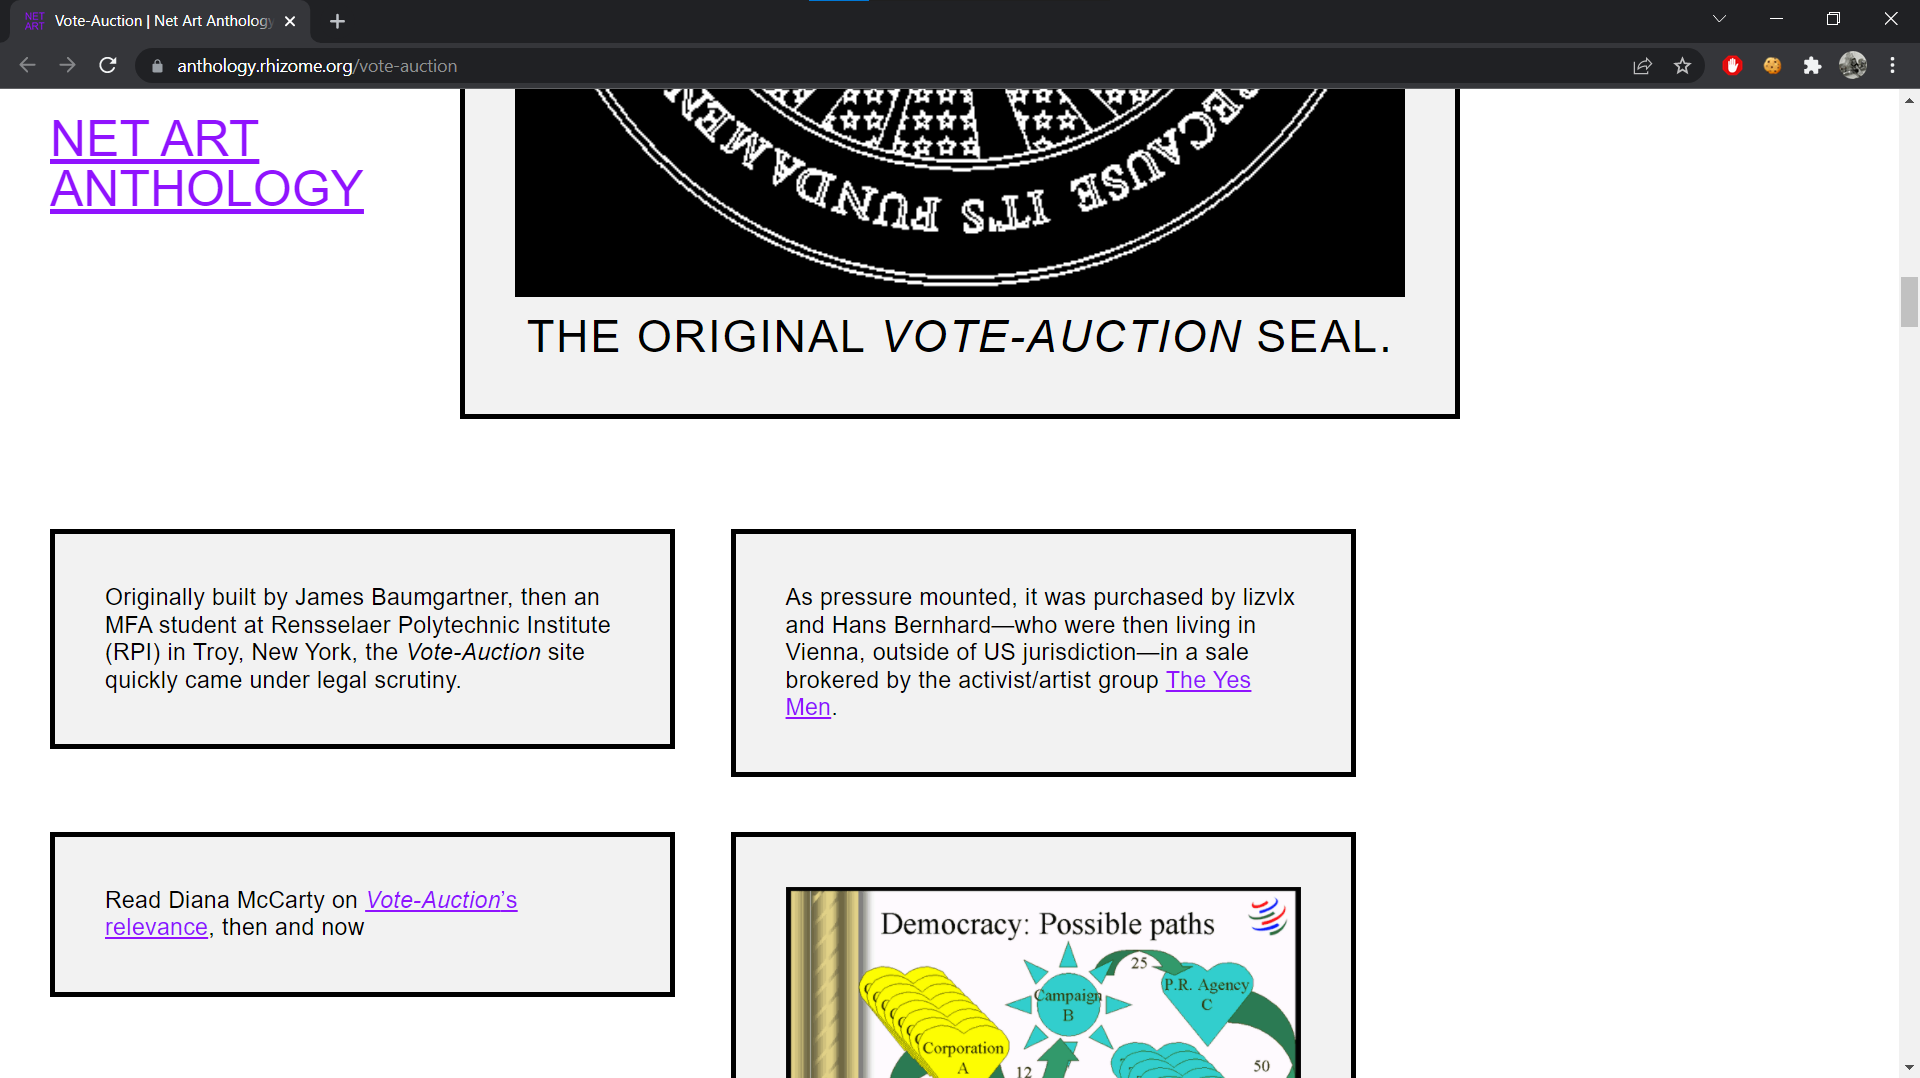 NET
ART
Vote-Auction | Net Art Anthology
anthology.rhizome.org/vote-auction
NET ART
ANTHOLOGY
BECAUSE IT'S FUNDAMEN
THE ORIGINAL VOTE-AUCTION SEAL.
Originally built by James Baumgartner, then an
MFA student at Rensselaer Polytechnic Institute
(RPI) in Troy, New York, the Vote-Auction site
quickly came under legal scrutiny.
As pressure mounted, it was purchased by lizvlx
and Hans Bernhard—who were then living in
Vienna, outside of US jurisdiction—in a sale
brokered by the activist/artist group The Yes
Men.
Read Diana McCarty on Vote-Auction’s
relevance, then and now
Democracy: Possible paths
25
Campaign
B
P.R. Agency
C
Corporation
A
12
50